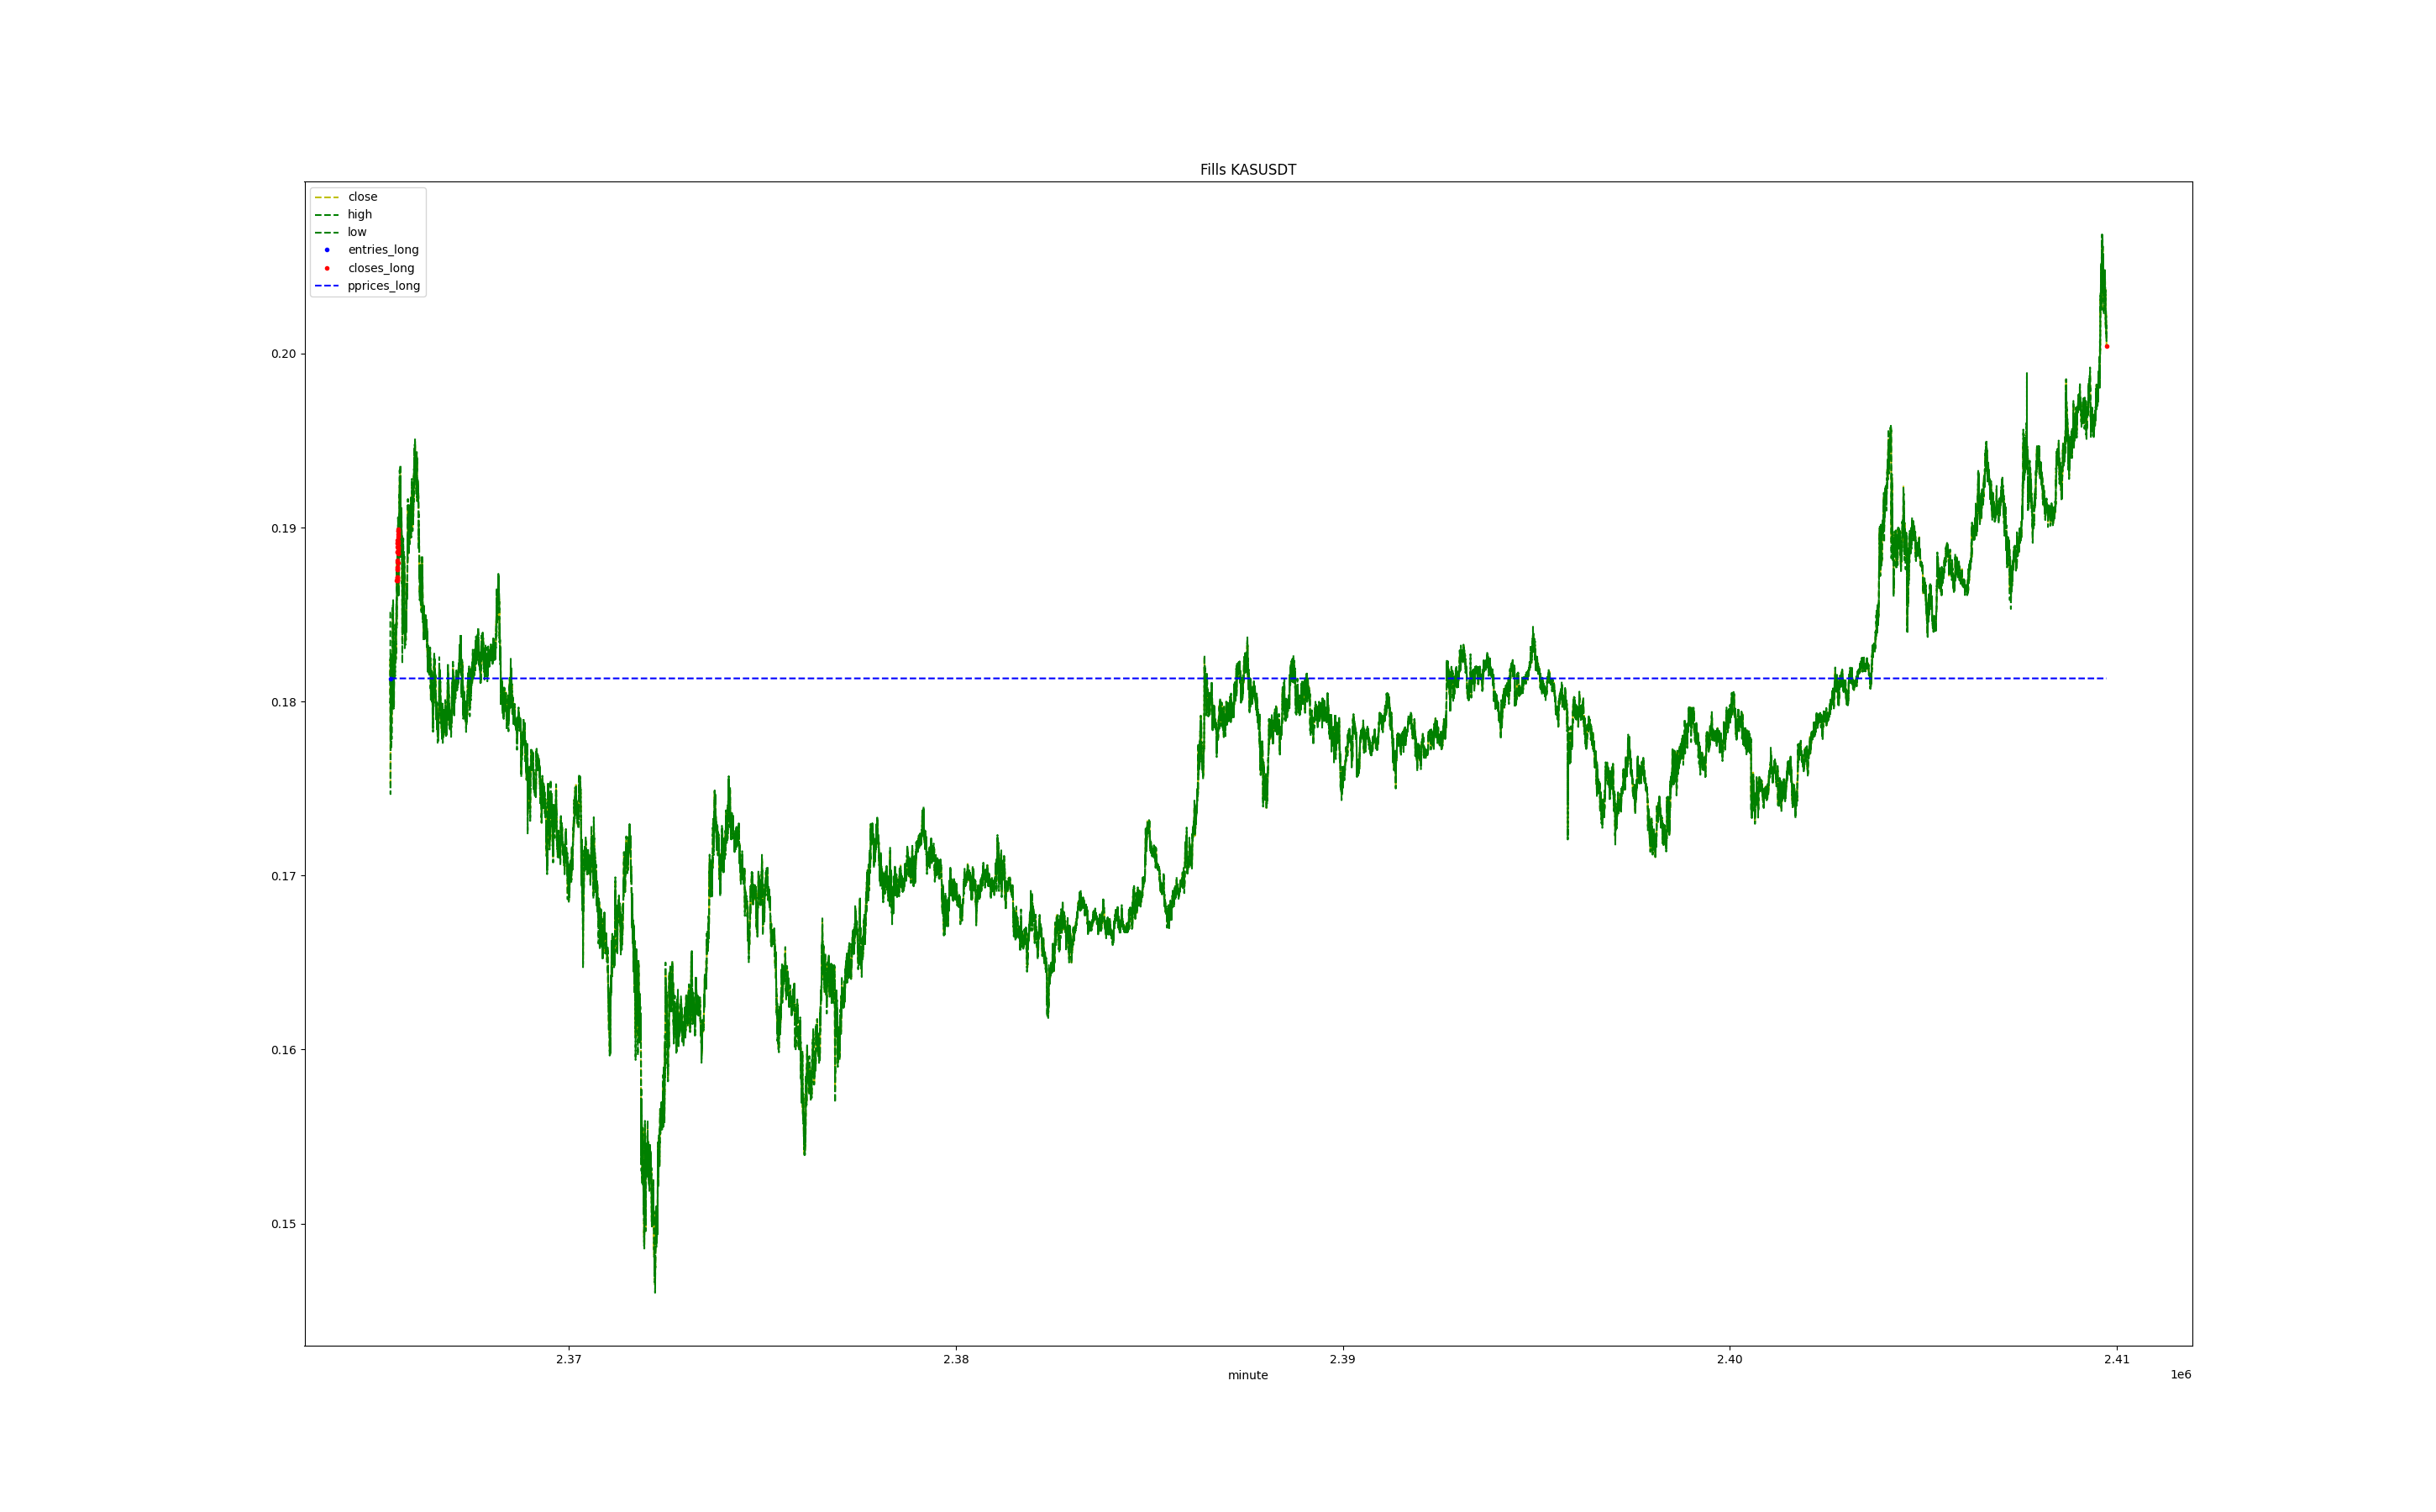 Fills KASUSDT
close
high
low
entries_long
closes_long
pprices_long
0.20
0.19
0.18
0.17
0.16
0.15
2.37 2.38 2.39 2.40 2.41
minute
1e6